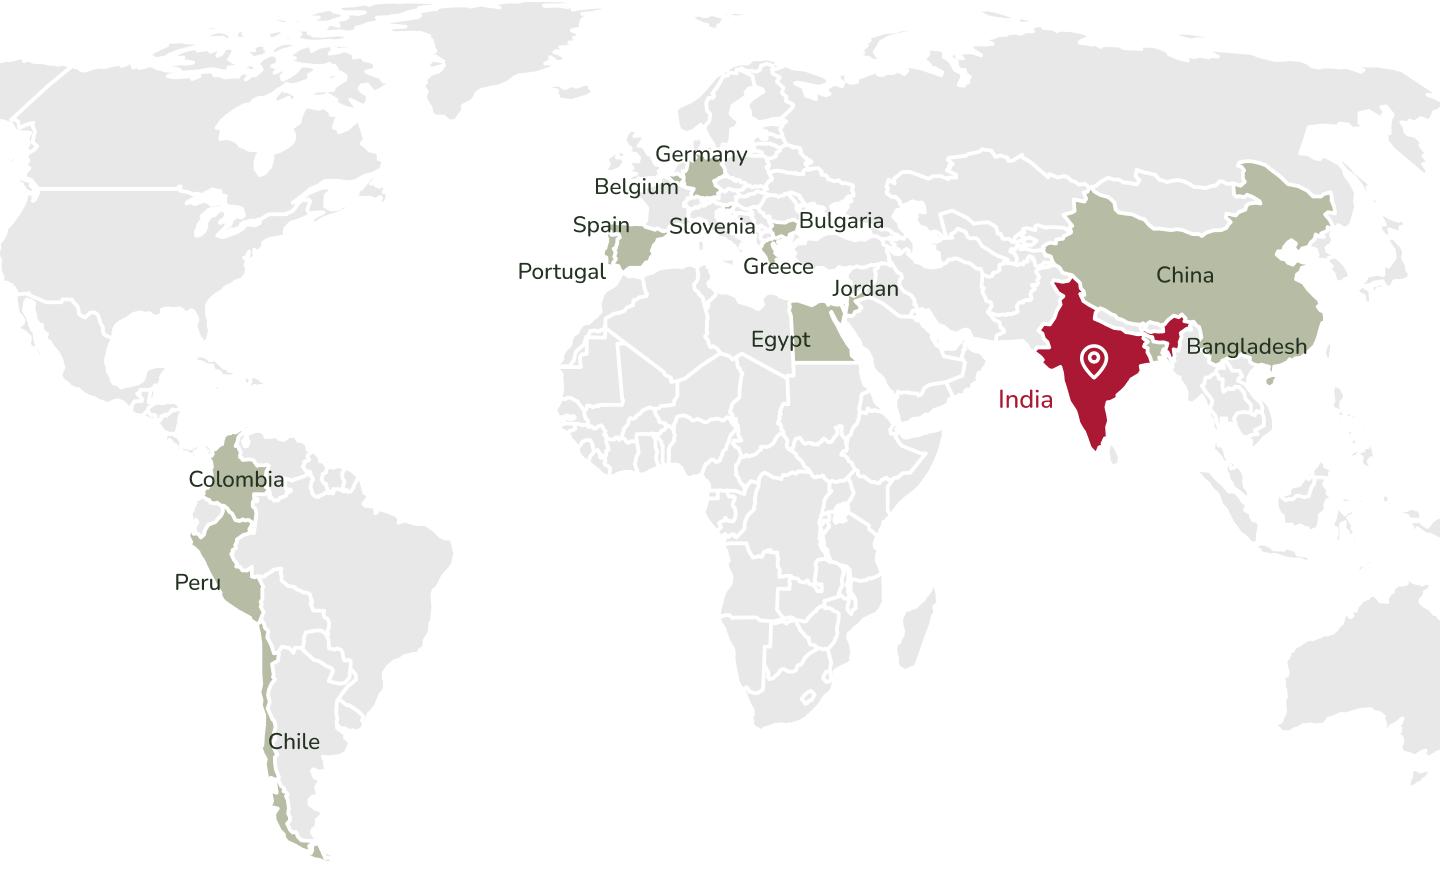 Germany
Belgium
Spain
Slovenia
Bulgaria
Portugal
Greece
Jordan
China
Egypt
Bangladesh
India
Colombia
Peru
Chile